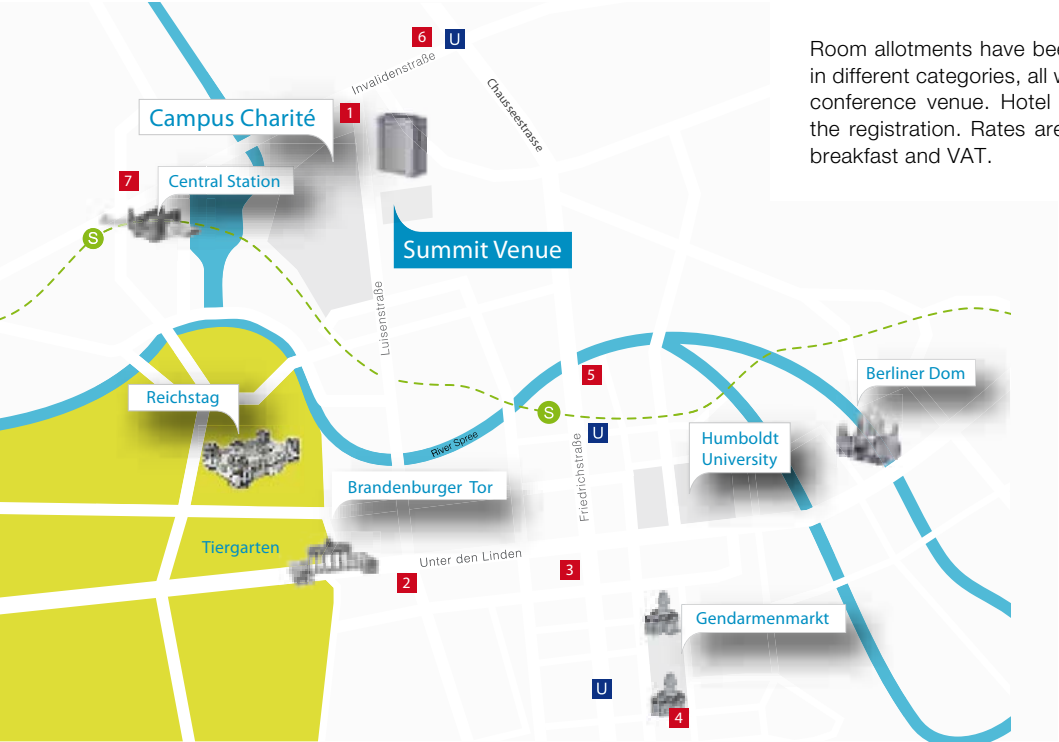 6
U
Invalidenstraße
Chausseestrasse
1
Campus Charité
7
Central Station
S
Summit Venue
Luisenstraße
Reichstag
River Spree
5
S
U
Friedrichstraße
Berliner Dom
Humboldt
University
Brandenburger Tor
Tiergarten
Unter den Linden
2
3
Gendarmenmarkt
U
4
Room allotments have
in different categories, all
conference venue. Hotel
the registration. Rates are
breakfast and VAT.